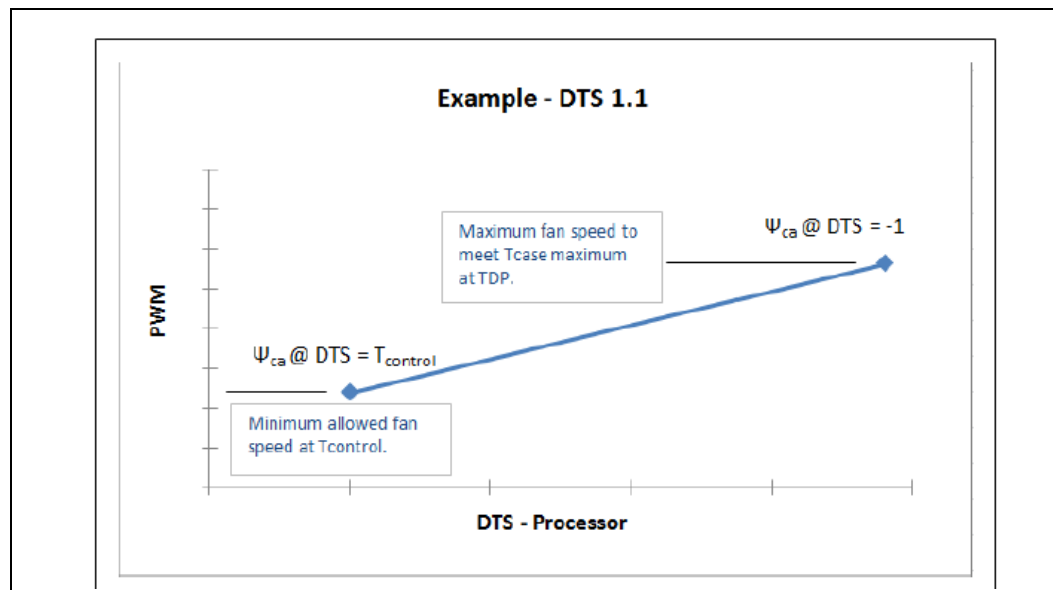 Example - DTS 1.1
Ψca @ DTS = -1
Maximum fan speed to
meet Tcase maximum
at TDP.
PWM
Ψca @ DTS = Tcontrol
Minimum allowed fan
speed at Tcontrol.
DTS - Processor